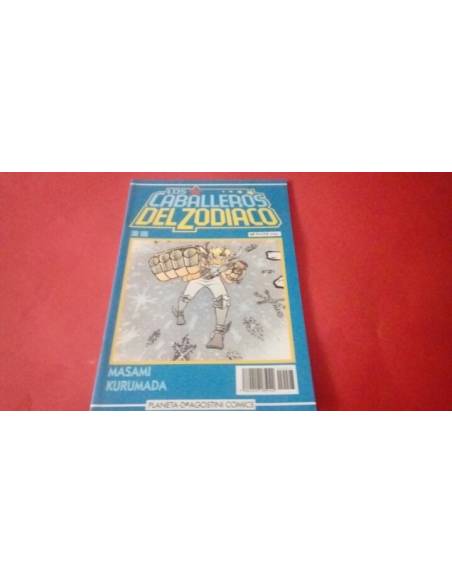 LOS
CABALLEROS
DEL ZODIACO
MASAMI
KURUMADA
PLANETA-DeAGOSTINI COMICS